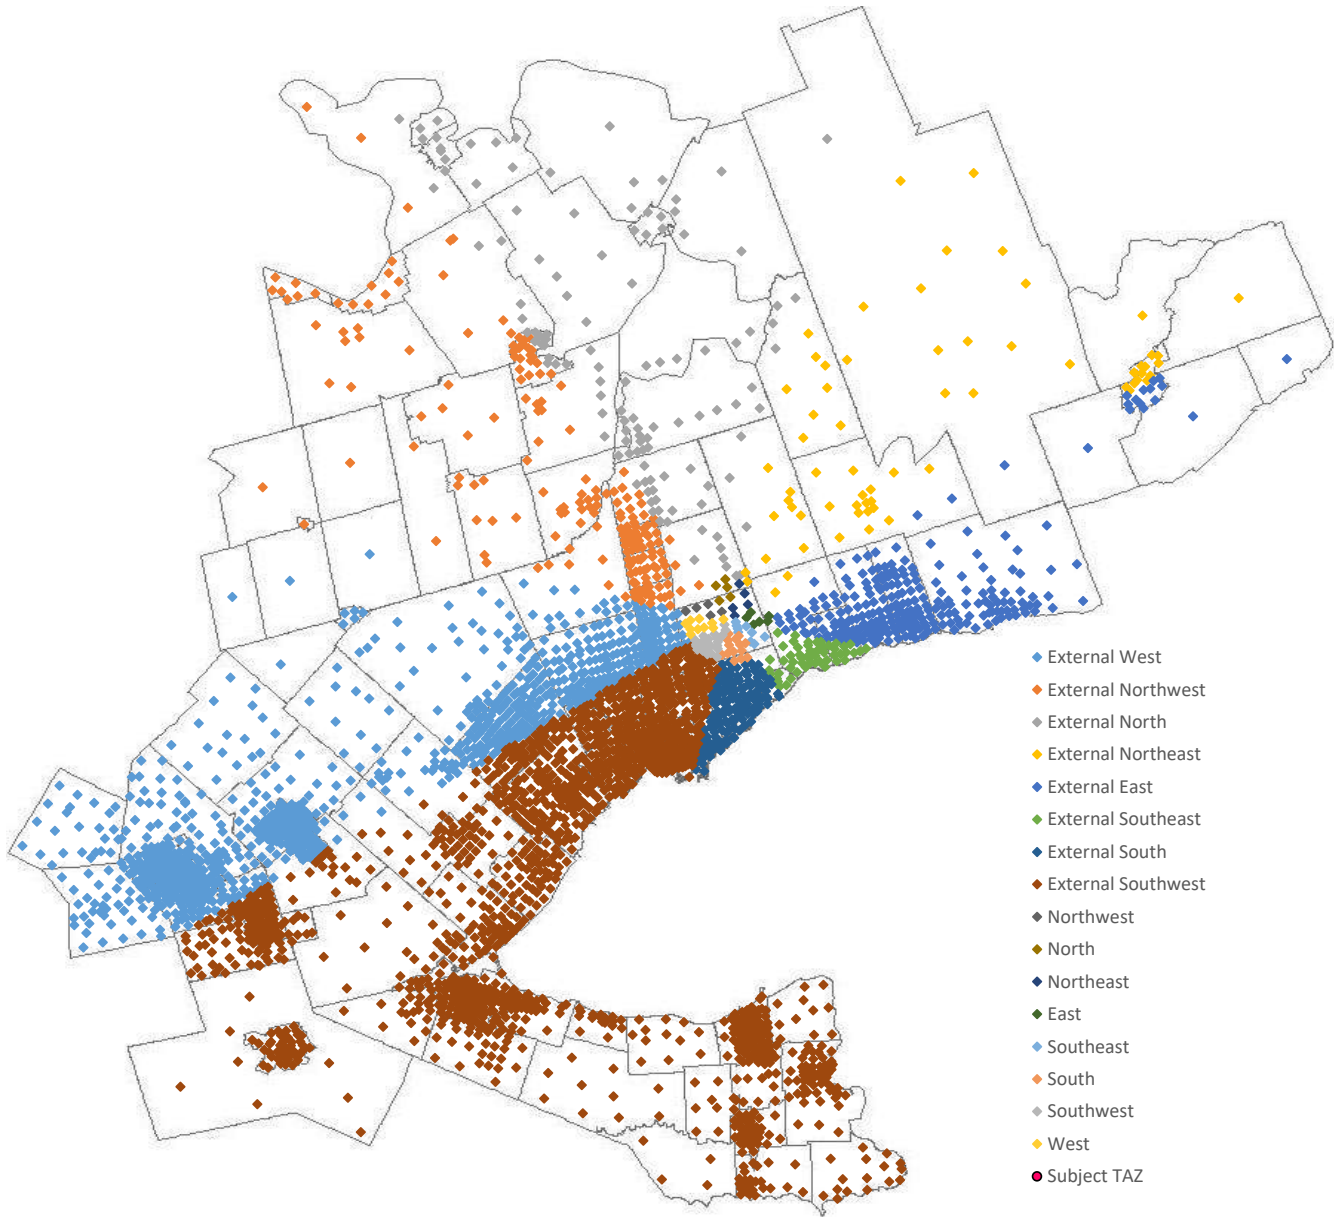 External West
External Northwest
External North
External Northeast
External East
External Southeast
External South
External Southwest
Northwest
North
Northeast
East
Southeast
South
Southwest
West
Subject TAZ